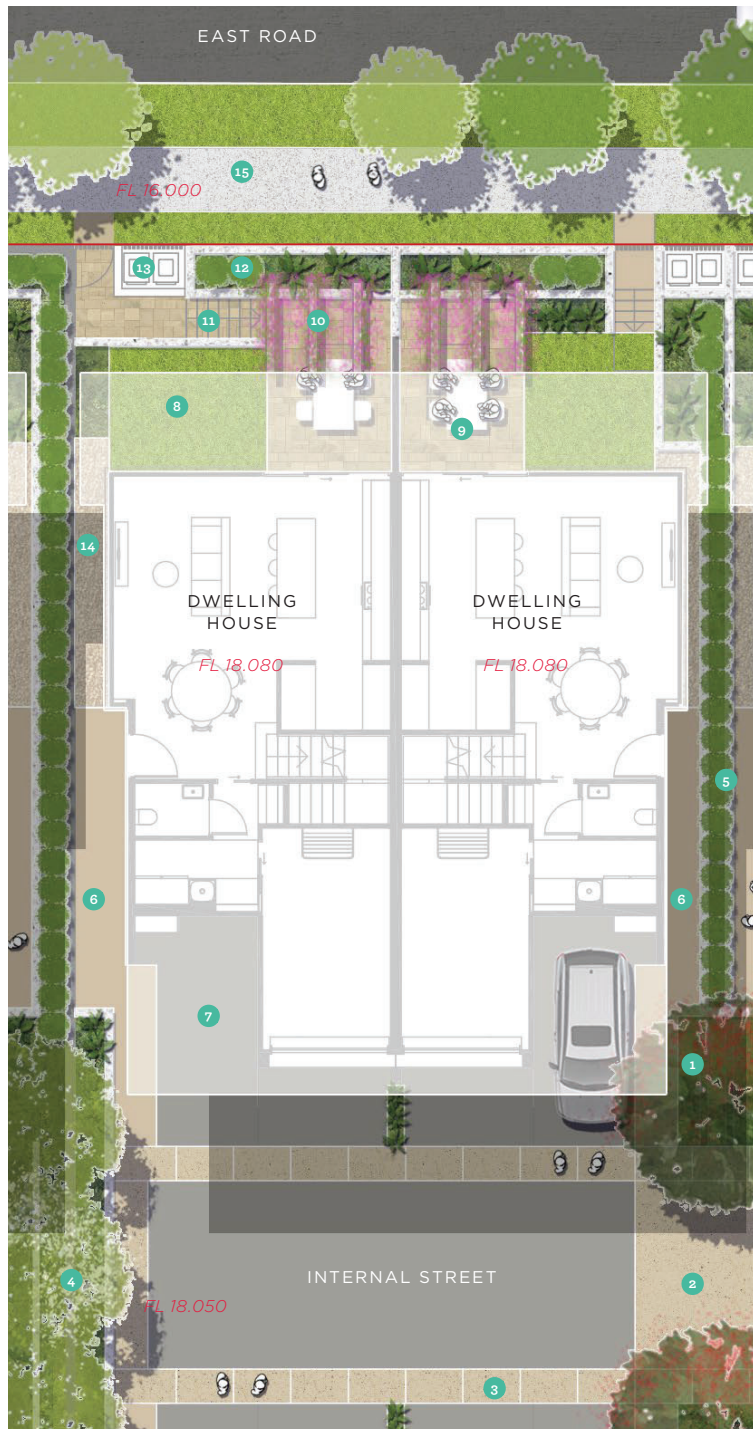 EAST ROAD
15
FL 16.000
13
12
11
10
8
9
14
DWELLING
HOUSE
DWELLING
HOUSE
FL 18.080
FL 18.080
5
6
6
7
1
INTERNAL STREET
4
2
FL 18.050
3